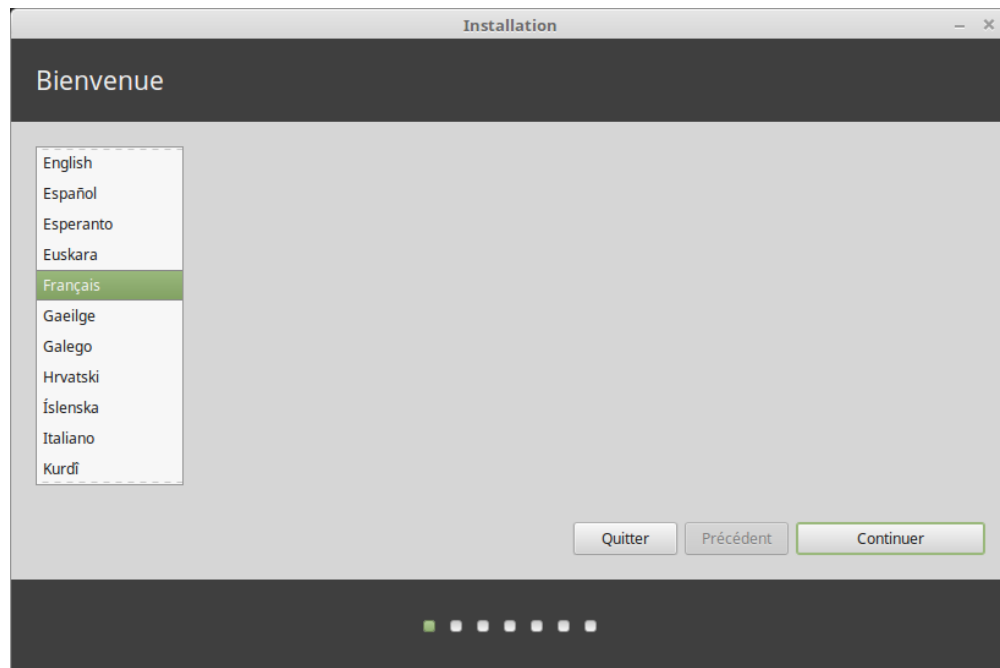 Installation
Bienvenue
English
Español
Esperanto
Euskara
Français
Gaeilge
Galego
Hrvatski
Íslenska
Italiano
Kurdî
Quitter Précédent Continuer